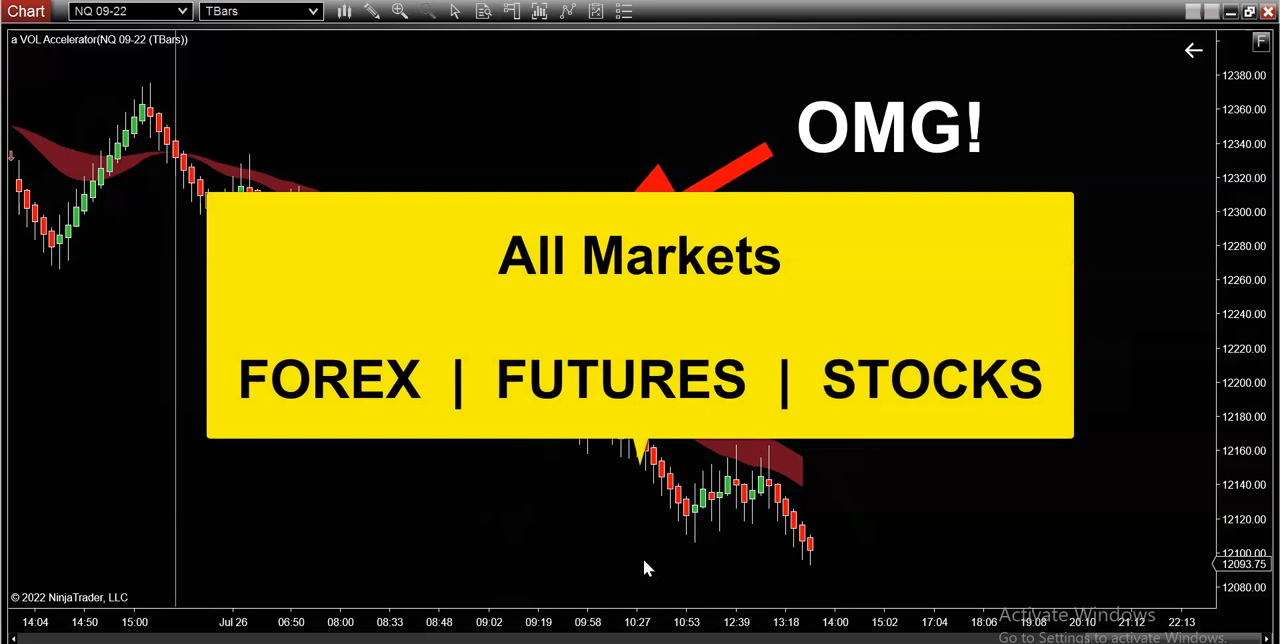 Chart NQ 09-22 TBars
a VOL Accelerator(NQ 09-22 (TBars))
F
12380.00
OMG!
12360.00
12340.00
12320.00
12300.00
All Markets
12280.00
12260.00
12240.00
12220.00
FOREX | FUTURES | STOCKS
12200.00
12180.00
12160.00
12140.00
12120.00
12100.00
12093.75
12080.00
© 2022 NinjaTrader, LLC
14:04 14:50 15:00 Jul 26 06:50 08:00 08:33 08:48 09:02 09:19 09:58 10:27 10:53 12:39 13:18 14:00 15:02 17:04 18:06 19:08 20:10 21:12 22:13
Activate Windows
Go to Settings to activate Windows.